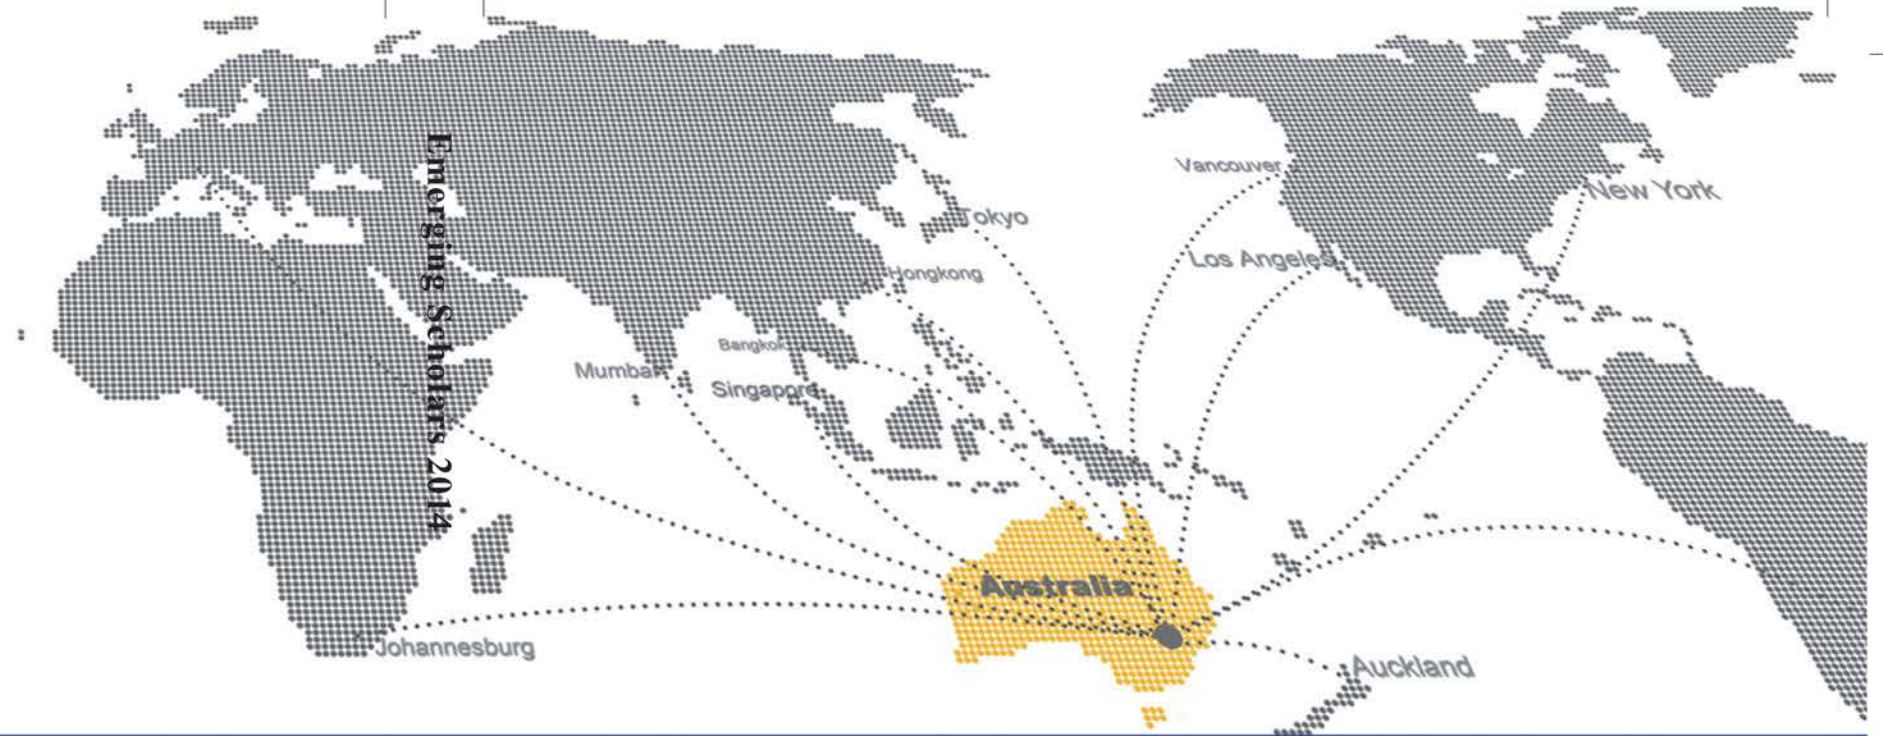 Emerging Scholars 2014
Vancouver
New York
Tokyo
Los Angeles
Hongkong
Bangkok
Mumbai
Singapore
Australia
Johannesburg
Auckland